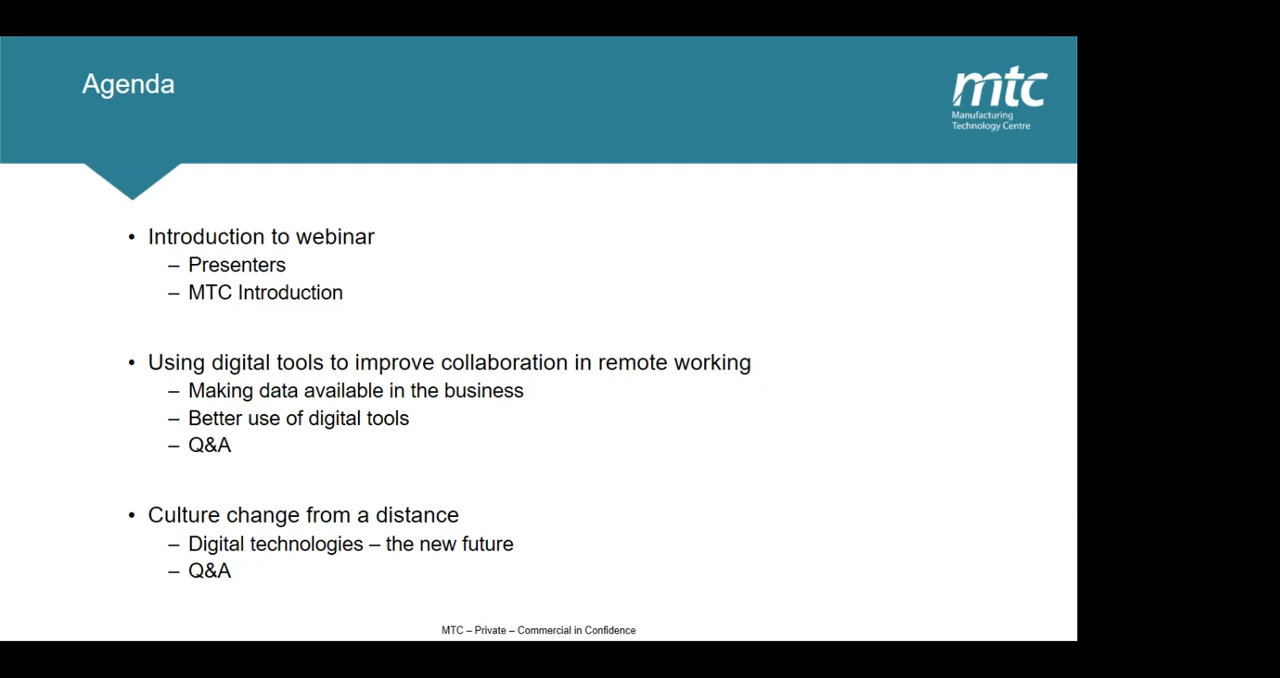 Agenda
mtc
Manufacturing
Technology Centre
• Introduction to webinar
– Presenters
– MTC Introduction
• Using digital tools to improve collaboration in remote working
– Making data available in the business
– Better use of digital tools
– Q&A
• Culture change from a distance
– Digital technologies – the new future
– Q&A
MTC – Private – Commercial in Confidence